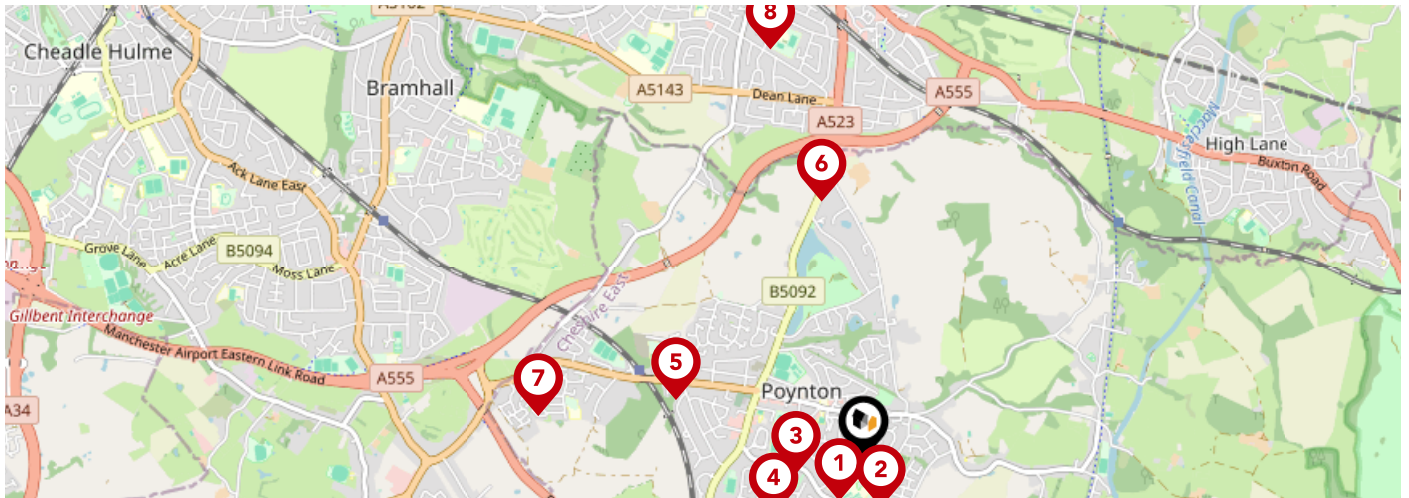 8
Cheadle Hulme
Bramhall
A5143
Dean Lane
A555
A523
High Lane
Buxton Road
Macclesfield Canal
6
Ack Lane East
Grove Lane
Acre Lane
B5094
Moss Lane
B5092
Cheshire East
Gillbent Interchange
Manchester Airport Eastern Link Road
A555
5
7
Poynton
A34
3
1
2
4